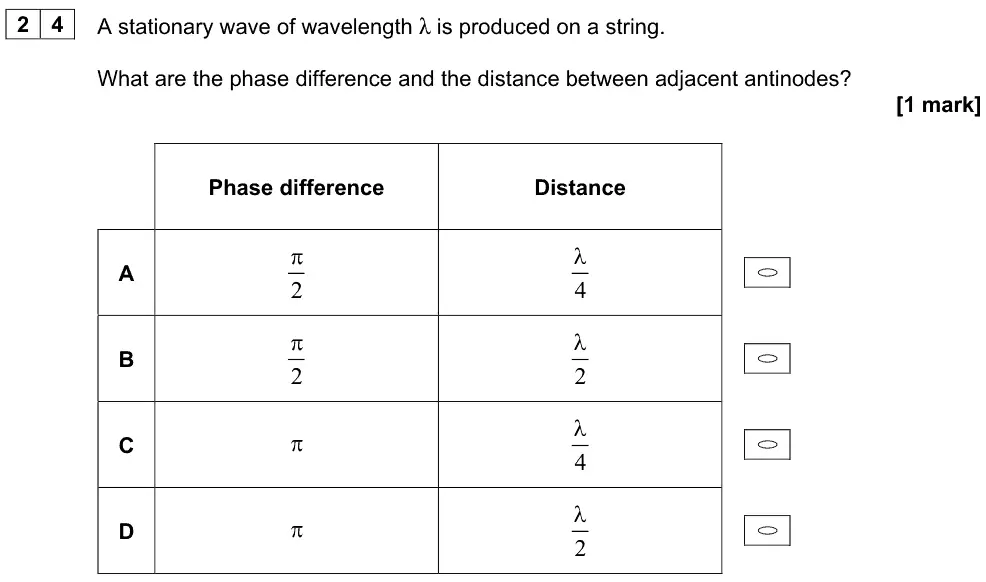 2 4 A stationary wave of wavelength λ is produced on a string.
What are the phase difference and the distance between adjacent antinodes?
[1 mark]
Phase difference Distance
A π/2 λ/4
B π/2 λ/2
C π λ/4
D π λ/2